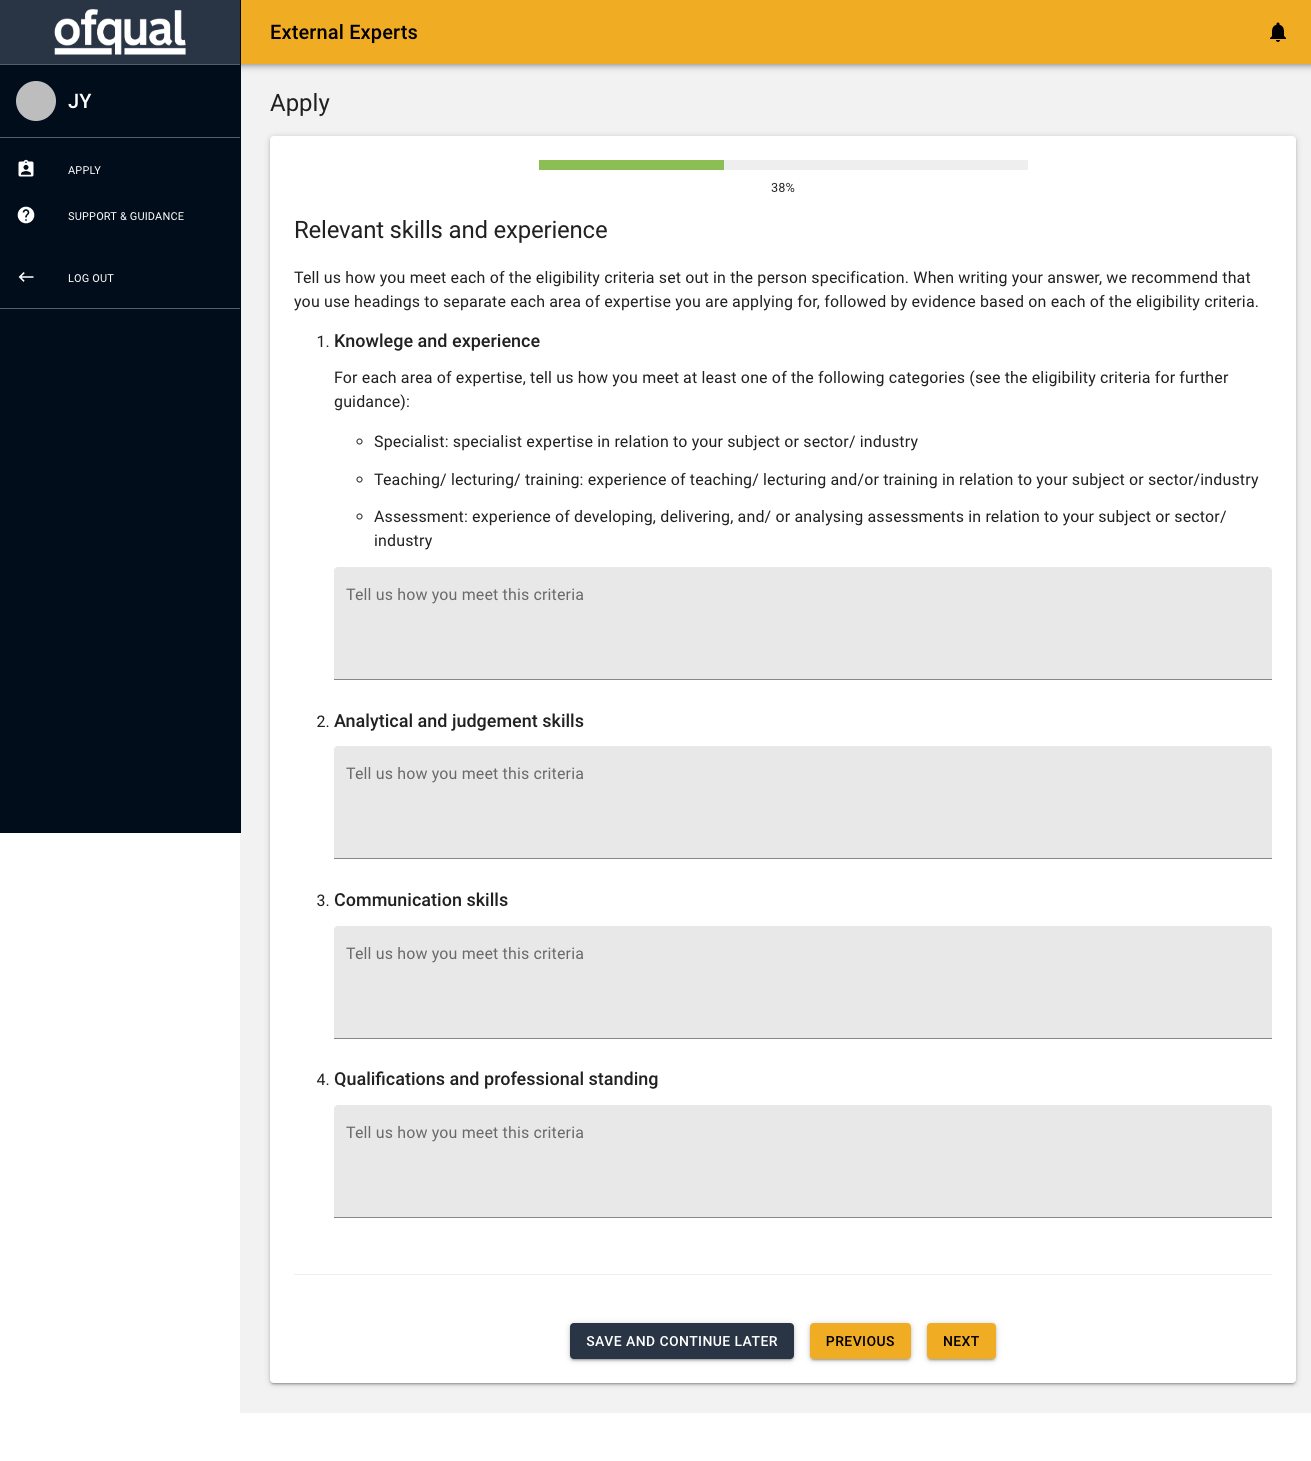 ofqual
External Experts
JY
APPLY
SUPPORT & GUIDANCE
LOG OUT
Apply
38%
Relevant skills and experience
Tell us how you meet each of the eligibility criteria set out in the person specification. When writing your answer, we recommend that
you use headings to separate each area of expertise you are applying for, followed by evidence based on each of the eligibility criteria.
1. Knowlege and experience
For each area of expertise, tell us how you meet at least one of the following categories (see the eligibility criteria for further
guidance):
Specialist: specialist expertise in relation to your subject or sector/ industry
Teaching/ lecturing/ training: experience of teaching/ lecturing and/or training in relation to your subject or sector/industry
Assessment: experience of developing, delivering, and/ or analysing assessments in relation to your subject or sector/
industry
Tell us how you meet this criteria
2. Analytical and judgement skills
Tell us how you meet this criteria
3. Communication skills
Tell us how you meet this criteria
4. Qualifications and professional standing
Tell us how you meet this criteria
SAVE AND CONTINUE LATER
PREVIOUS
NEXT